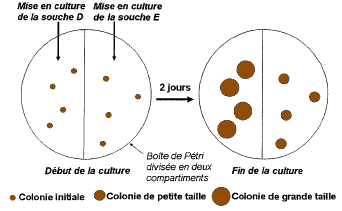 Mise en culture
de la souche D
Mise en culture
de la souche E
2 jours
Boîte de Pétri
divisée en deux
compartiments
Début de la culture
Fin de la culture
Colonie initiale
Colonie de petite taille
Colonie de grande taille